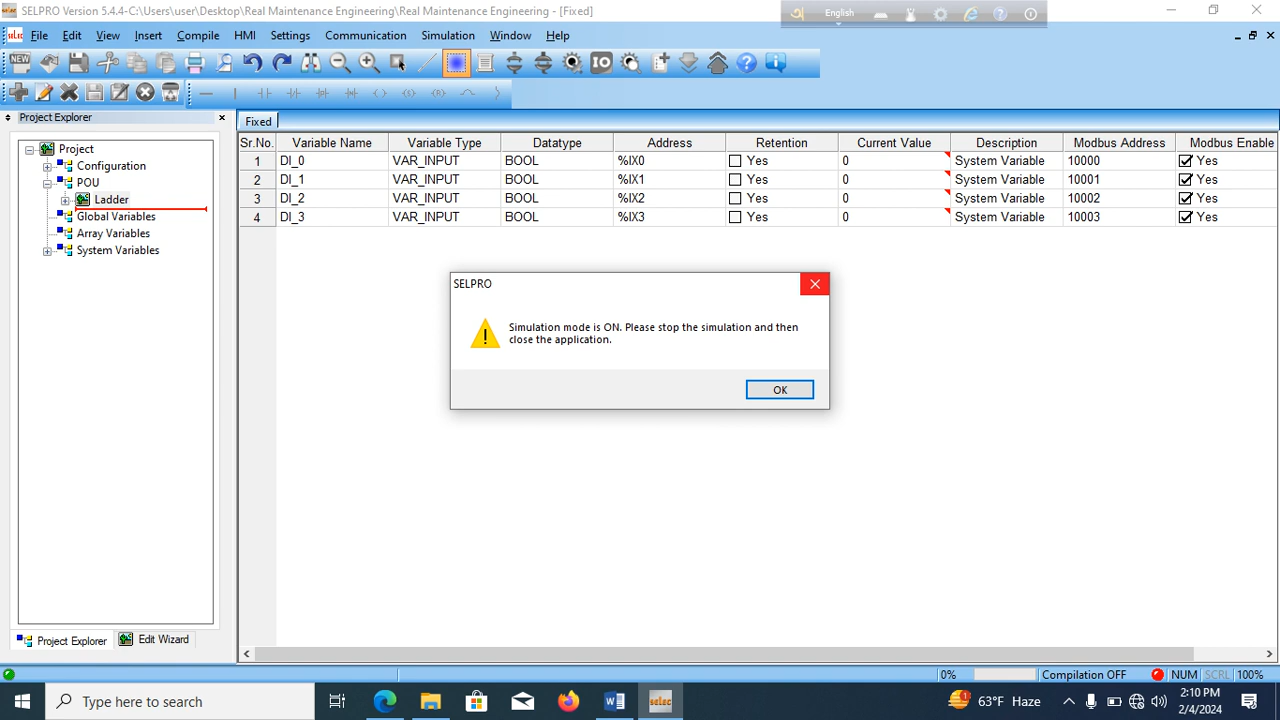 SELPRO Version 5.4.4-C:\Users\user\Desktop\Real Maintenance Engineering\Real Maintenance Engineering - [Fixed]
English
selec File Edit View Insert Compile HMI Settings Communication Simulation Window Help
NEW IO
Project Explorer
Project
Configuration
POU
Ladder
Global Variables
Array Variables
System Variables
Project Explorer Edit Wizard
Fixed
Sr.No. Variable Name Variable Type Datatype Address Retention Current Value Description Modbus Address Modbus Enable
1 DI_0 VAR_INPUT BOOL %IX0 Yes 0 System Variable 10000 Yes
2 DI_1 VAR_INPUT BOOL %IX1 Yes 0 System Variable 10001 Yes
3 DI_2 VAR_INPUT BOOL %IX2 Yes 0 System Variable 10002 Yes
4 DI_3 VAR_INPUT BOOL %IX3 Yes 0 System Variable 10003 Yes
SELPRO
Simulation mode is ON. Please stop the simulation and then
close the application.
OK
0% Compilation OFF NUM SCRL 100%
Type here to search
selec
1 63°F Haze
2:10 PM
2/4/2024